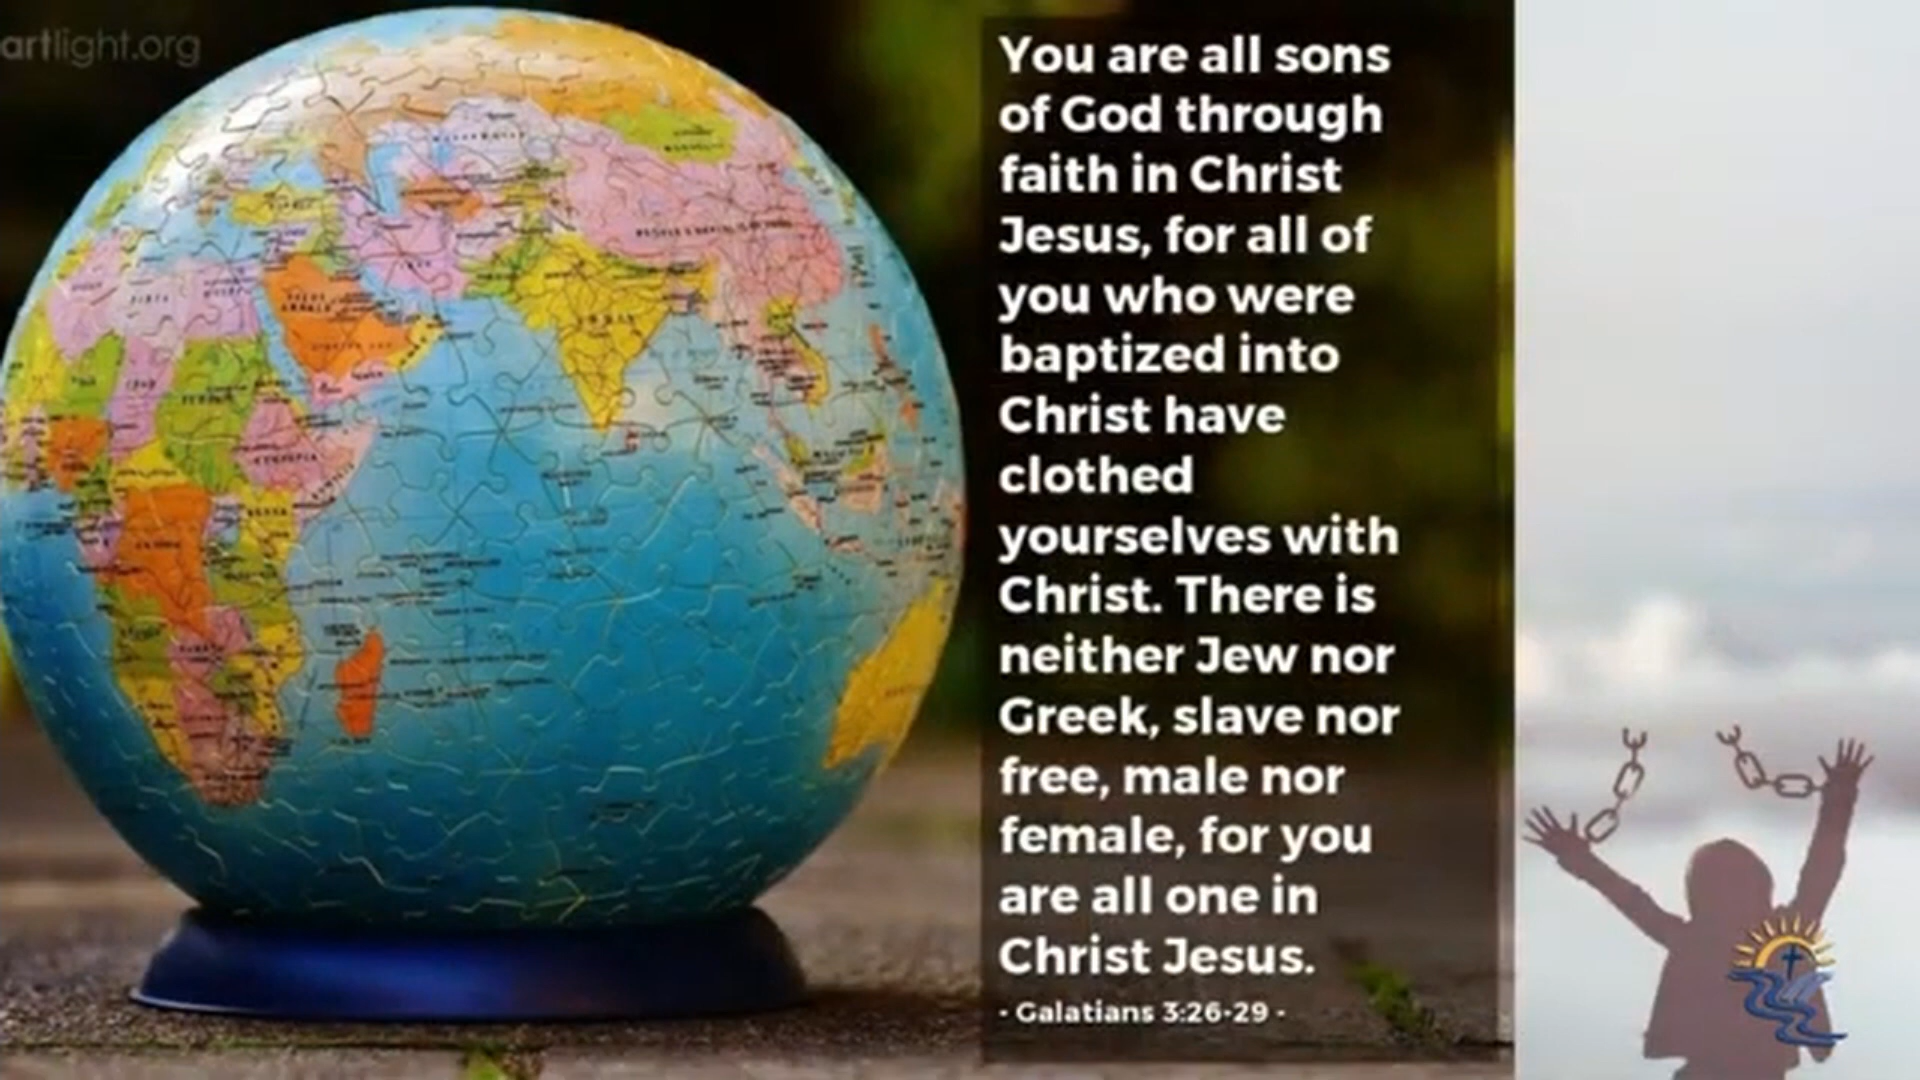 artlight.org
You are all sons
of God through
faith in Christ
Jesus, for all of
you who were
baptized into
Christ have
clothed
yourselves with
Christ. There is
neither Jew nor
Greek, slave nor
free, male nor
female, for you
are all one in
Christ Jesus.
- Galatians 3:26-29 -